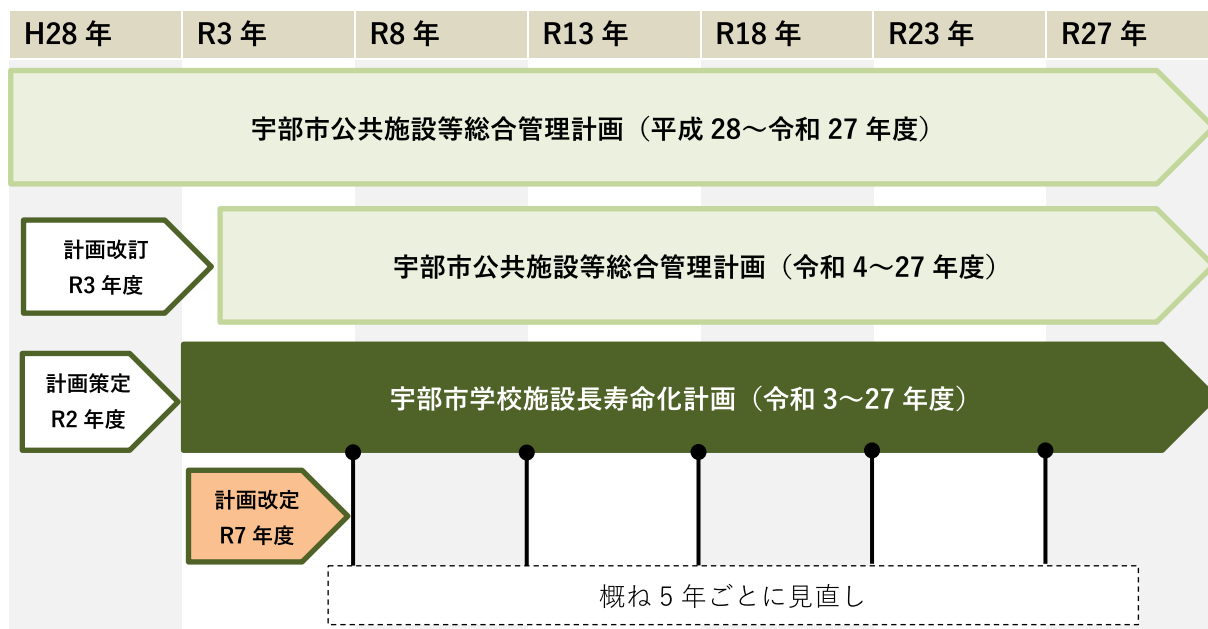 H28 年
R3 年
R8 年
R13 年
R18 年
R23 年
R27 年
宇部市公共施設等総合管理計画（平成 28～令和 27 年度）
計画改訂
R3 年度
宇部市公共施設等総合管理計画（令和 4～27 年度）
計画策定
R2 年度
宇部市学校施設長寿命化計画（令和 3～27 年度）
計画改定
R7 年度
概ね 5 年ごとに見直し